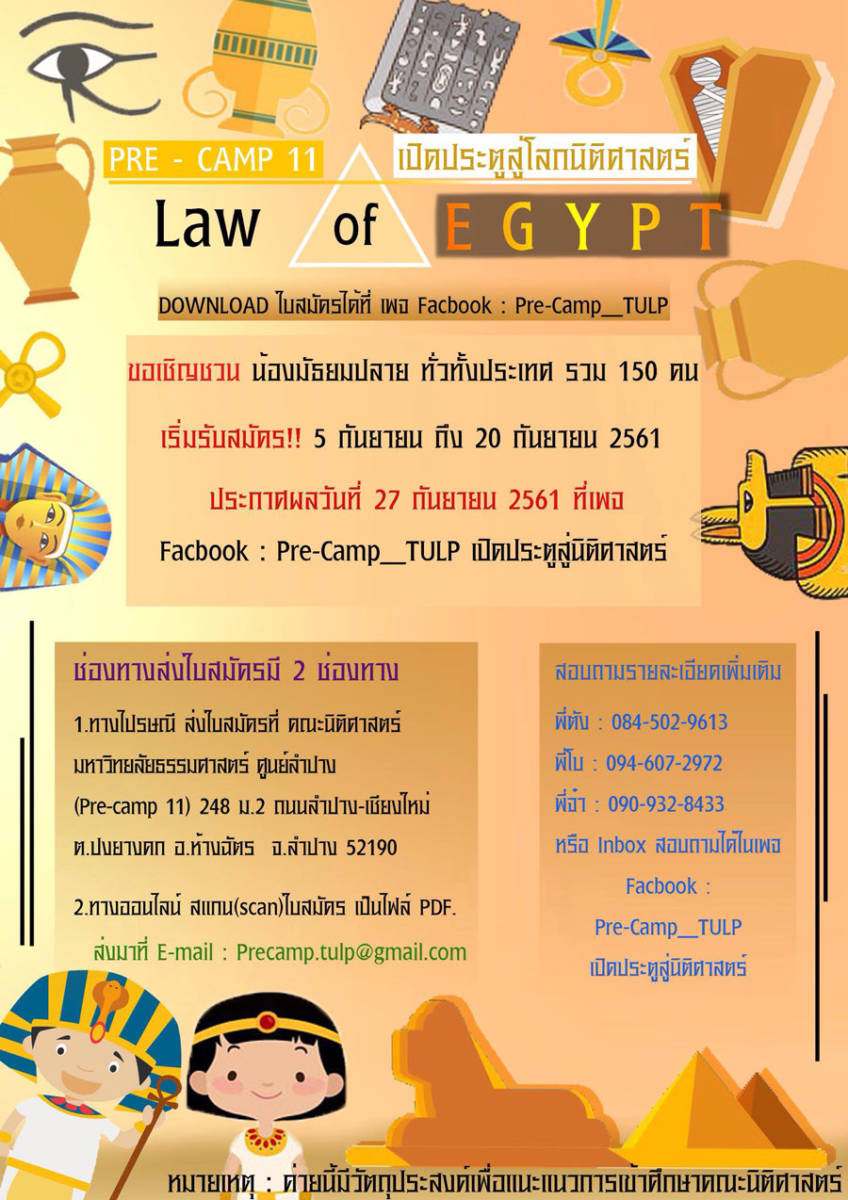 PRE - CAMP 11
เปิดประตูสู่โลกนิติศาสตร์
Law of EGYPT
DOWNLOAD ใบสมัครได้ที่ เพจ Facbook : Pre-Camp__TULP
ขอเชิญชวน น้องมัธยมปลาย ทั่วทั้งประเทศ รวม 150 คน
เริ่มรับสมัคร!! 5 กันยายน ถึง 20 กันยายน 2561
ประกาศผลวันที่ 27 กันยายน 2561 ที่เพจ
Facbook : Pre-Camp__TULP เปิดประตูสู่นิติศาสตร์
ช่องทางส่งใบสมัครมี 2 ช่องทาง
1.ทางไปรษณี ส่งใบสมัครที่ คณะนิติศาสตร์
มหาวิทยลัยธรรมศาสตร์ ศูนย์ลำปาง
(Pre-camp 11) 248 ม.2 ถนนลำปาง-เชียงใหม่
ต.ปงยางคก อ.ห้างฉัตร จ.ลำปาง 52190
2.ทางออนไลน์ สแกน(scan)ใบสมัคร เป็นไฟล์ PDF.
ส่งมาที่ E-mail : Precamp.tulp@gmail.com
สอบถามรายละเอียดเพิ่มเติม
พี่ตัง : 084-502-9613
พี่โบ : 094-607-2972
พี่จ๋า : 090-932-8433
หรือ Inbox สอบถามได้ในเพจ
Facbook :
Pre-Camp__TULP
เปิดประตูสู่นิติศาสตร์
หมายเหตุ : ค่ายนี้มีวัตถุประสงค์เพื่อแนะแนวการเข้าศึกษาคณะนิติศาสตร์